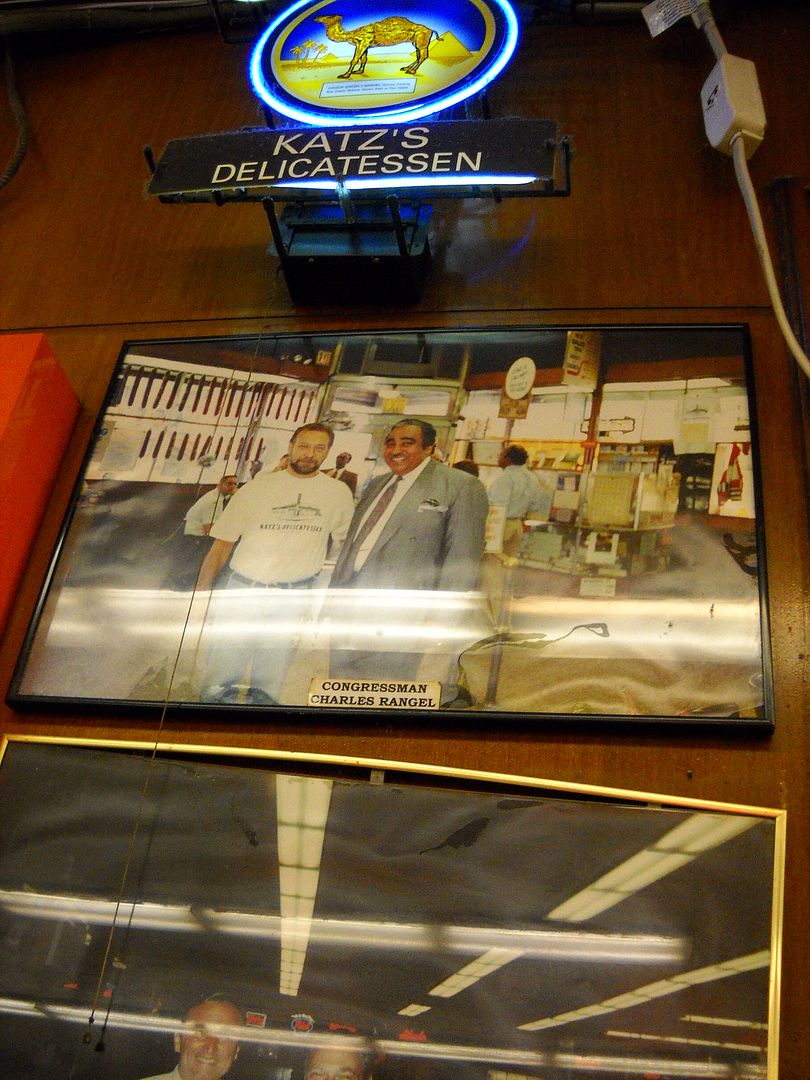 KATZ'S
DELICATESSEN
KATZ'S DELICATESSEN
CONGRESSMAN
CHARLES RANGEL